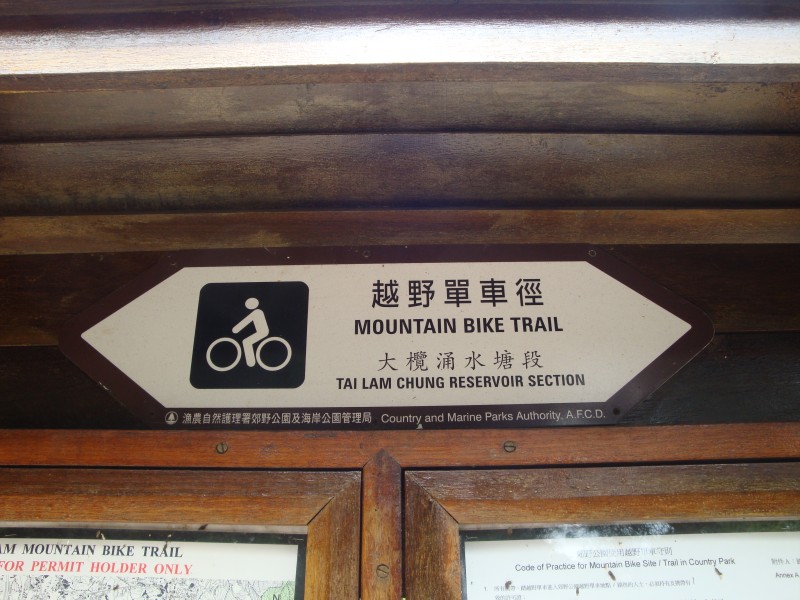 越野單車徑
MOUNTAIN BIKE TRAIL
大欖涌水塘段
TAI LAM CHUNG RESERVOIR SECTION
漁農自然護理署郊野公園及海岸公園管理局 Country and Marine Parks Authority, A.F.C.D.
AM MOUNTAIN BIKE TRAIL
FOR PERMIT HOLDER ONLY
N
Code of Practice for Mountain Bike Site / Trail in Country Park
Annex A
1.